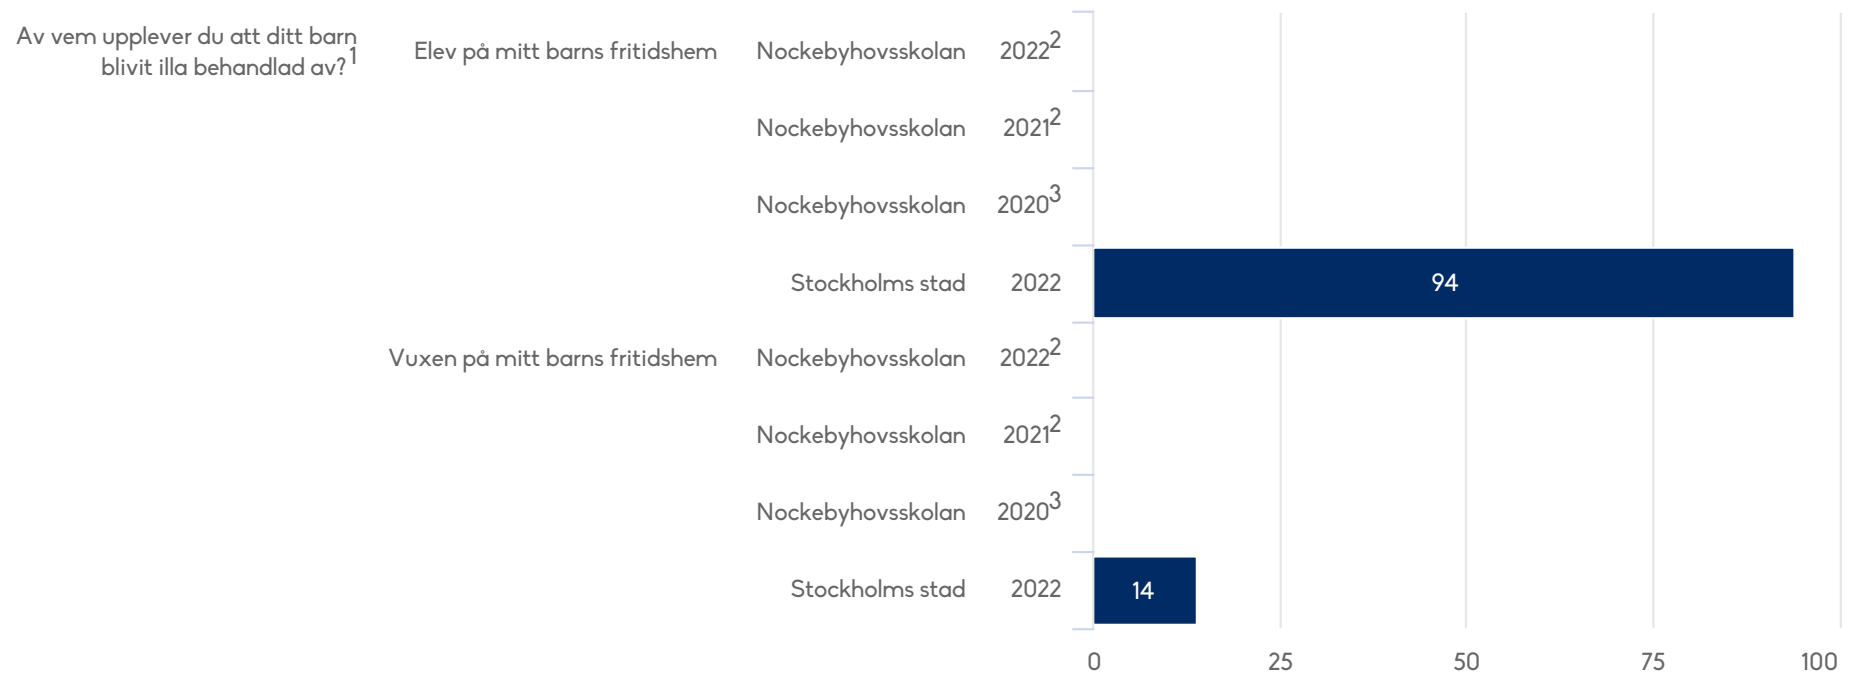 Av vem upplever du att ditt barn
blivit illa behandlad av?1
Elev på mitt barns fritidshem Nockebyhovsskolan 2022²
Nockebyhovsskolan 2021²
Nockebyhovsskolan 2020³
Stockholms stad 2022 94
Vuxen på mitt barns fritidshem Nockebyhovsskolan 2022²
Nockebyhovsskolan 2021²
Nockebyhovsskolan 2020³
Stockholms stad 2022 14
0 25 50 75 100